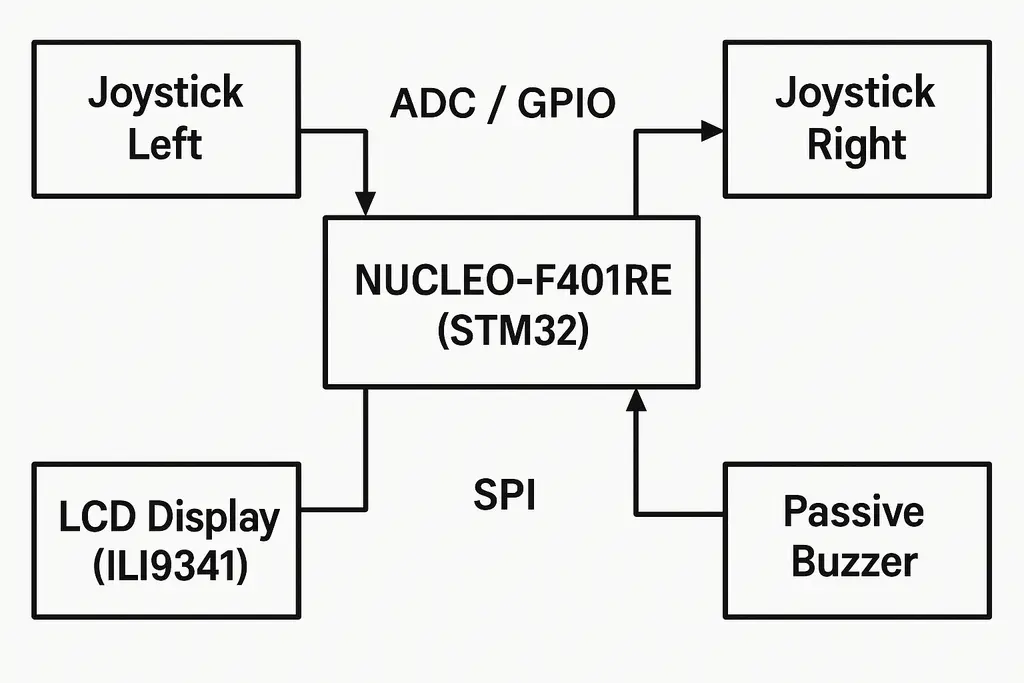 Joystick
Left
ADC / GPIO
Joystick
Right
NUCLEO-F401RE
(STM32)
LCD Display
(ILI9341)
SPI
Passive
Buzzer